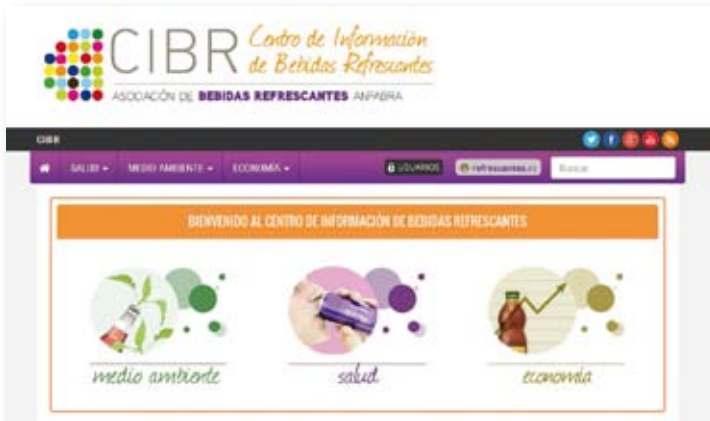 CIBR Centro de Información
de Bebidas Refrescantes
ASOCIACIÓN DE BEBIDAS REFRESCANTES ANFABRA
CIBR
SALUD MEDIO AMBIENTE ECONOMÍA USUARIOS refrescantes.es Buscar
BIENVENIDO AL CENTRO DE INFORMACIÓN DE BEBIDAS REFRESCANTES
medio ambiente salud economía